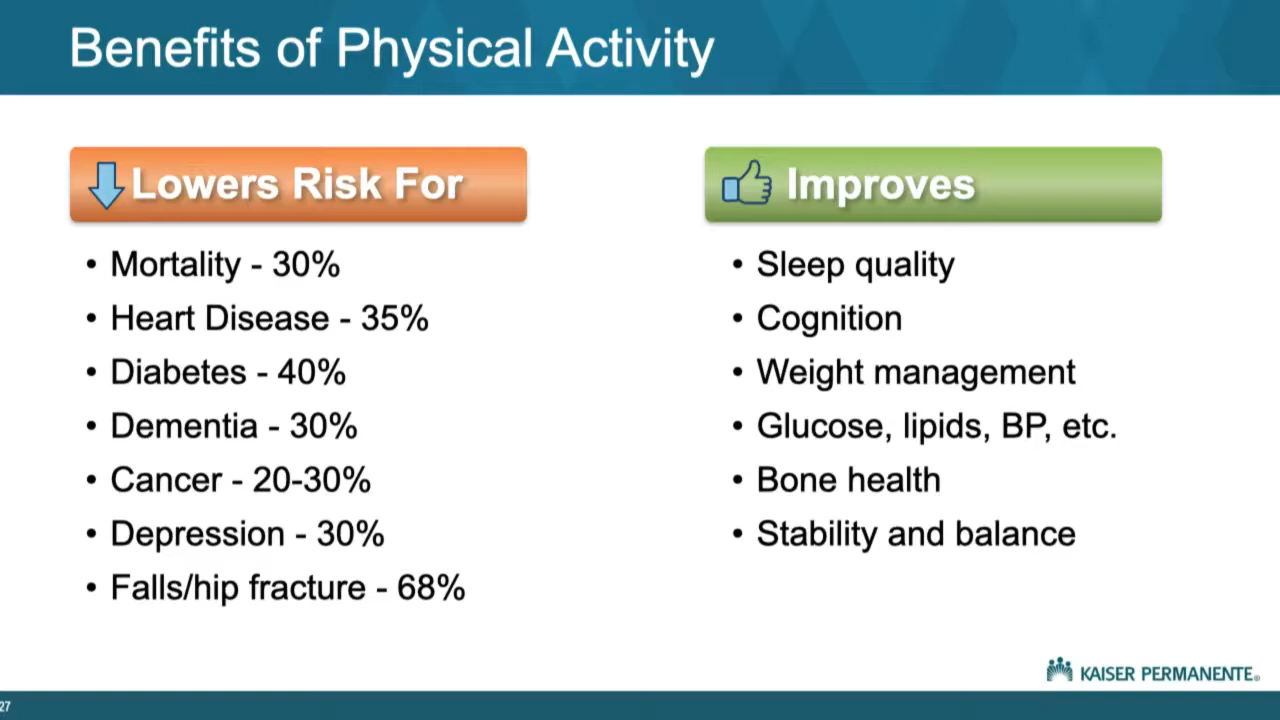 Benefits of Physical Activity
Lowers Risk For
• Mortality - 30%
• Heart Disease - 35%
• Diabetes - 40%
• Dementia - 30%
• Cancer - 20-30%
• Depression - 30%
• Falls/hip fracture - 68%
Improves
• Sleep quality
• Cognition
• Weight management
• Glucose, lipids, BP, etc.
• Bone health
• Stability and balance
KAISER PERMANENTE®
27